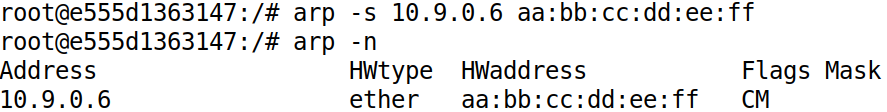 root@e555d1363147:/# arp -s 10.9.0.6 aa:bb:cc:dd:ee:ff
root@e555d1363147:/# arp -n
Address                  HWtype  HWaddress           Flags Mask
10.9.0.6                 ether   aa:bb:cc:dd:ee:ff   CM